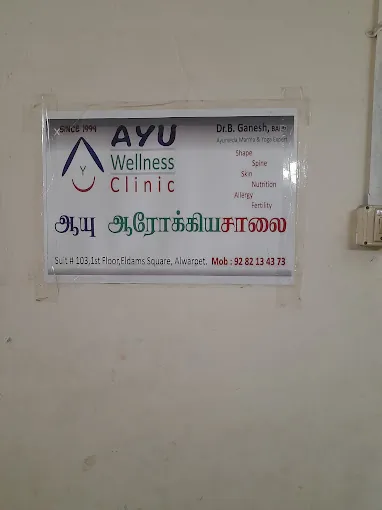 SINCE 1994
AYU
Wellness
Clinic
Y
Dr.B. Ganesh,
Ayurveda, Marma & Yoga Expert
Shape
Spine
Skin
Nutrition
Allergy
Fertility
ஆயு ஆரோக்கியசாலை
Suit # 103,1st Floor,Eldams Square, Alwarpet. Mob : 92 82 13 43 73